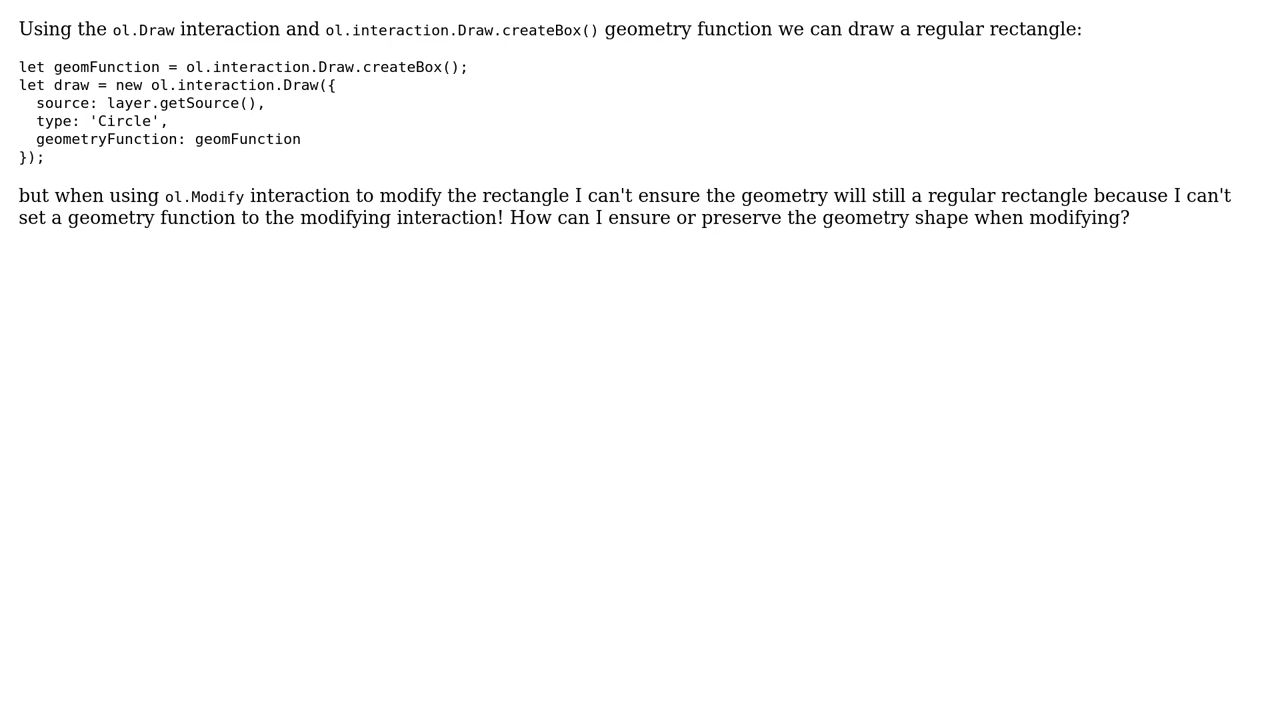 Using the ol.Draw interaction and ol.interaction.Draw.createBox() geometry function we can draw a regular rectangle:
let geomFunction = ol.interaction.Draw.createBox();
let draw = new ol.interaction.Draw({
  source: layer.getSource(),
  type: 'Circle',
  geometryFunction: geomFunction
});
but when using ol.Modify interaction to modify the rectangle I can't ensure the geometry will still a regular rectangle because I can't
set a geometry function to the modifying interaction! How can I ensure or preserve the geometry shape when modifying?